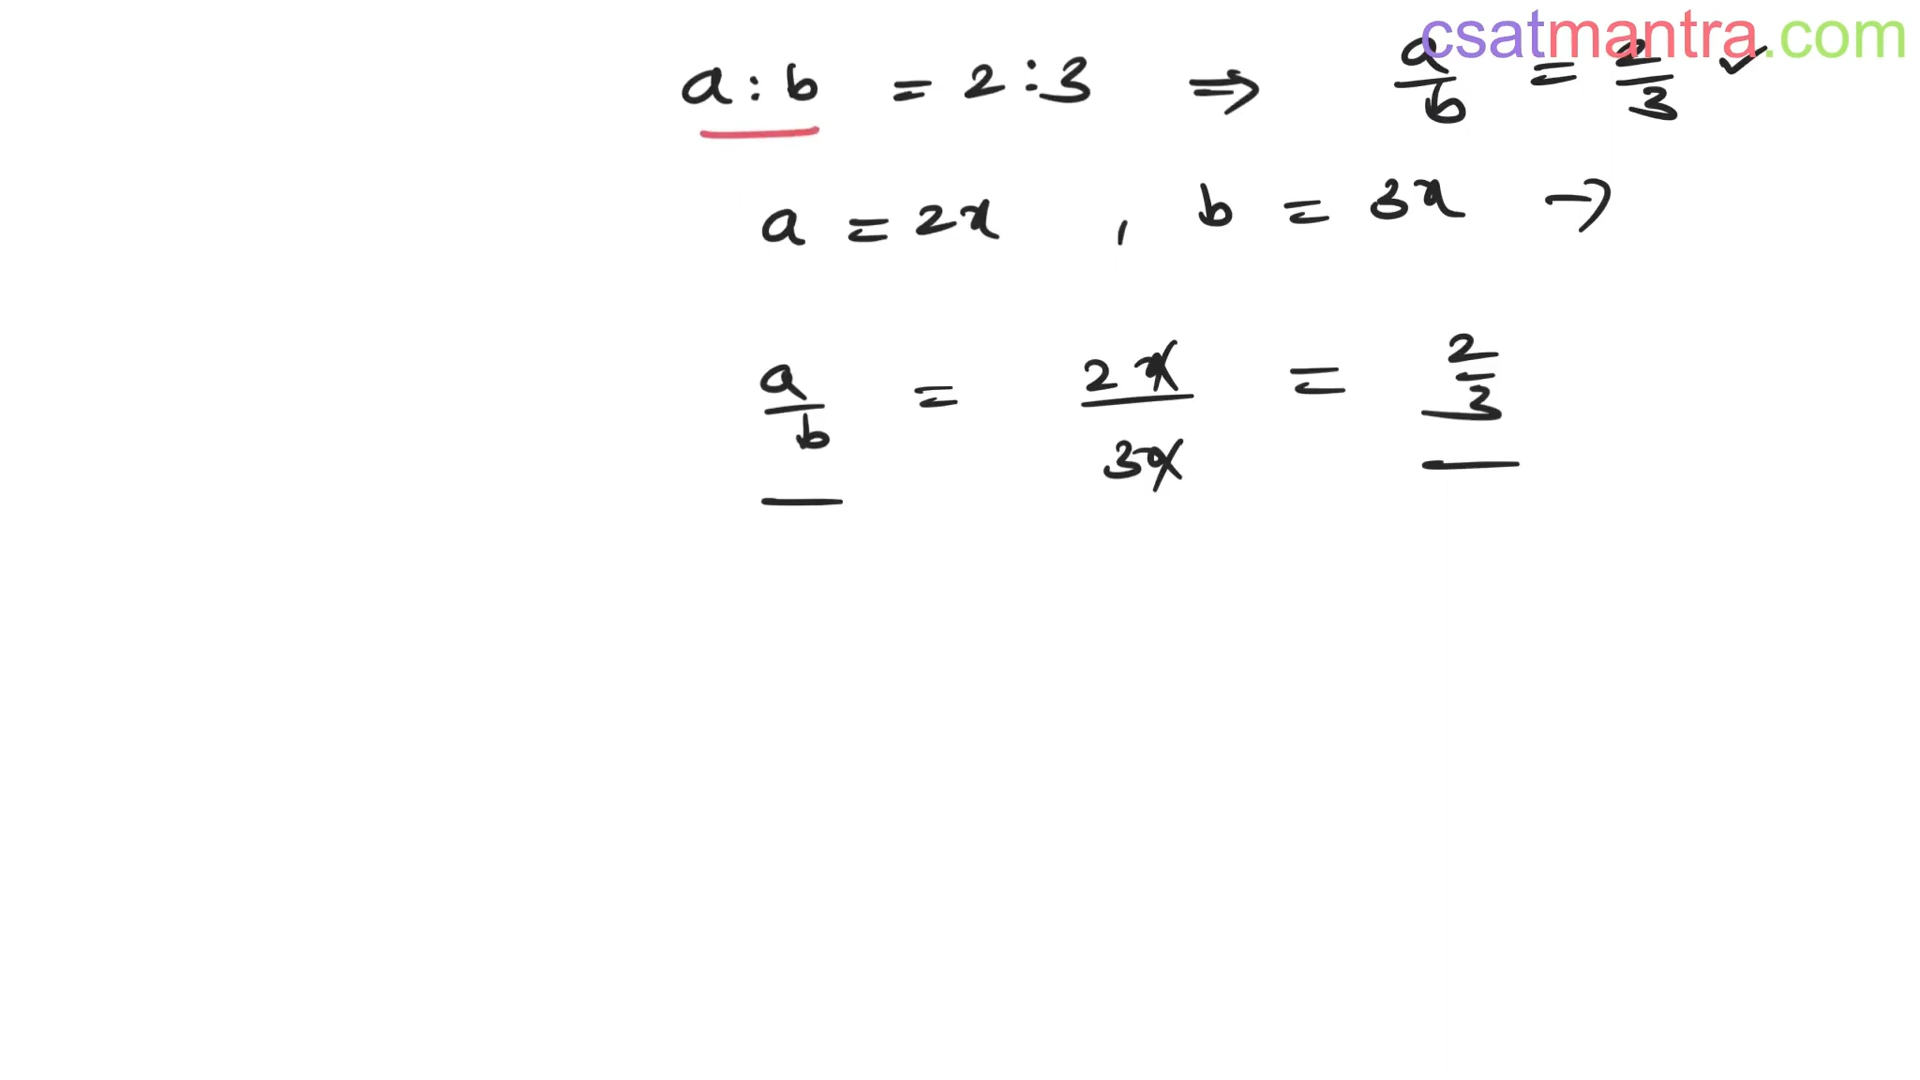 csatmantra.com
a : b = 2 : 3 ⇒ a/b = 2/3 ✓
a = 2x , b = 3x →
a/b = 2x/3x = 2/3